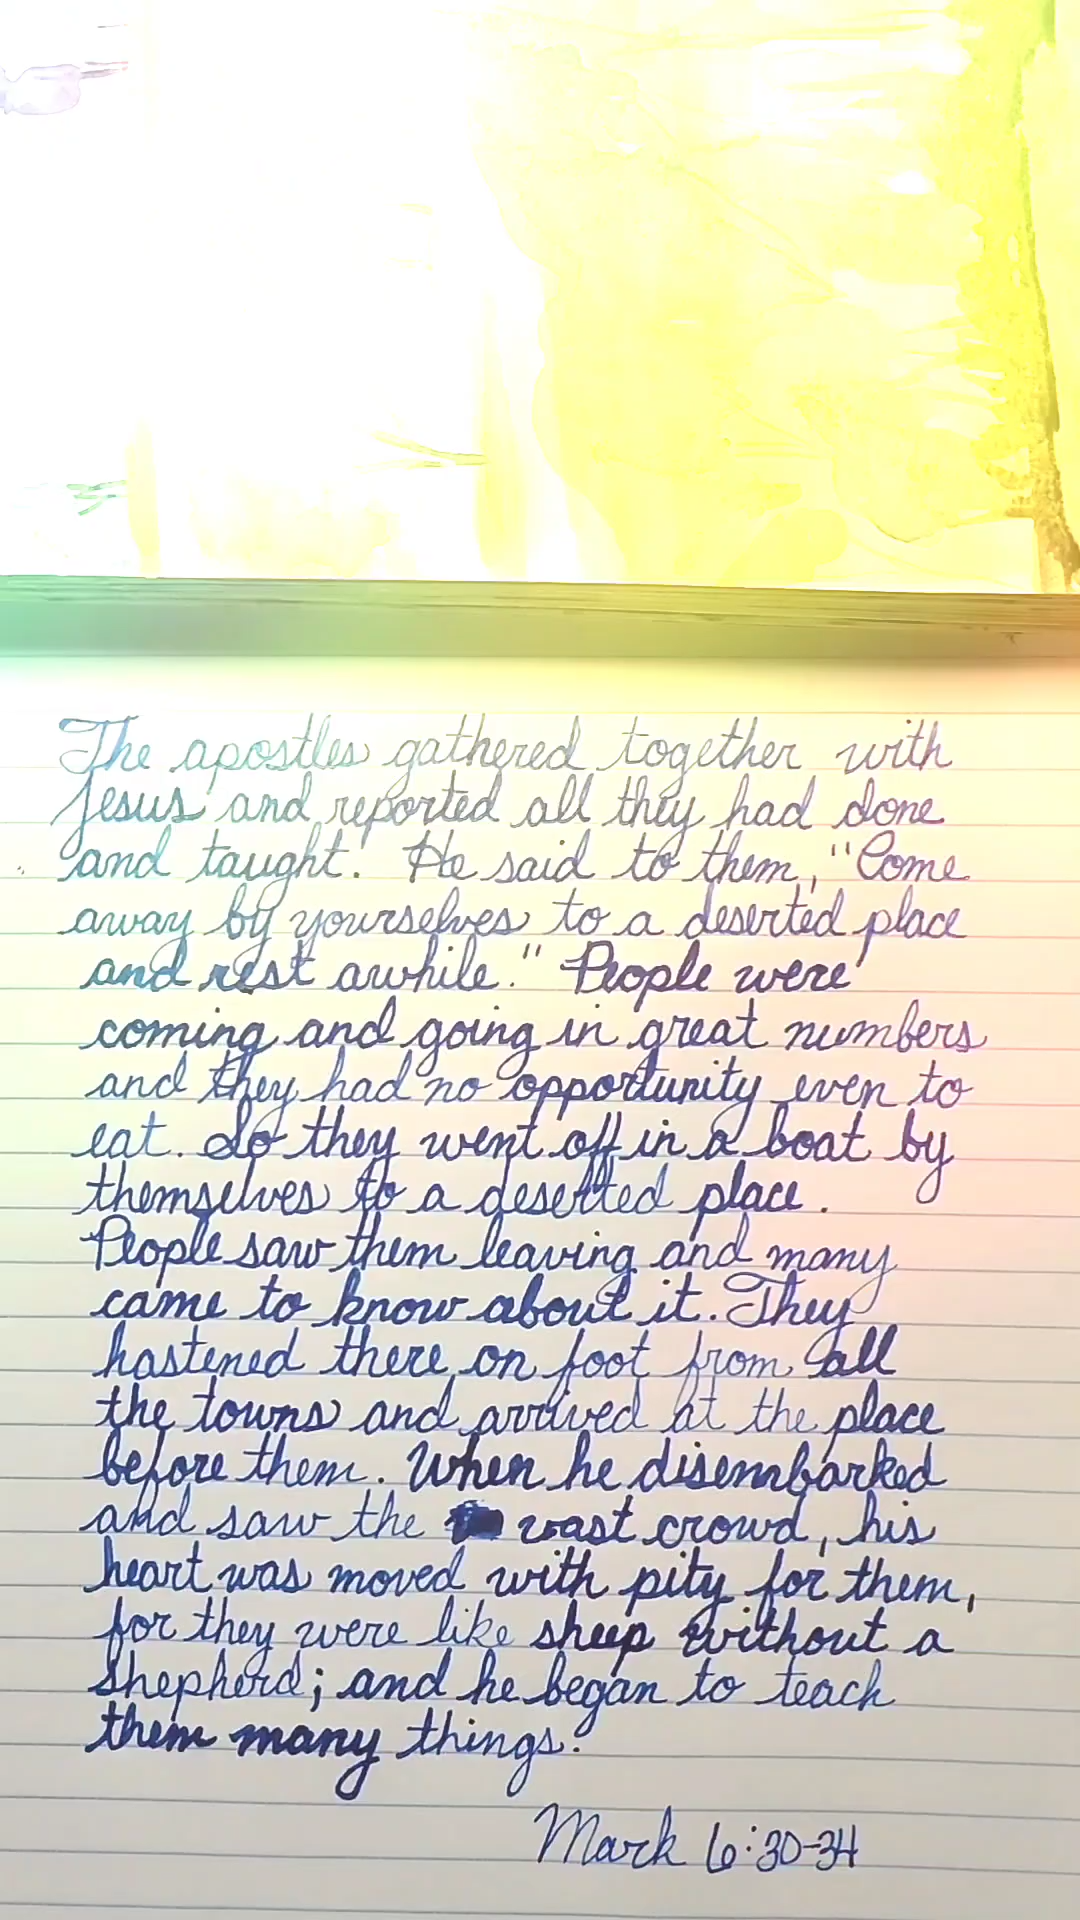 The apostles gathered together with
Jesus and reported all they had done
and taught. He said to them, "Come
away by yourselves to a deserted place
and rest awhile." People were
coming and going in great numbers
and they had no opportunity even to
eat. So they went off in a boat by
themselves to a deserted place.
People saw them leaving and many
came to know about it. They
hastened there on foot from all
the towns and arrived at the place
before them. When he disembarked
and saw the vast crowd, his
heart was moved with pity for them,
for they were like sheep without a
shepherd; and he began to teach
them many things.
Mark 6:30-34